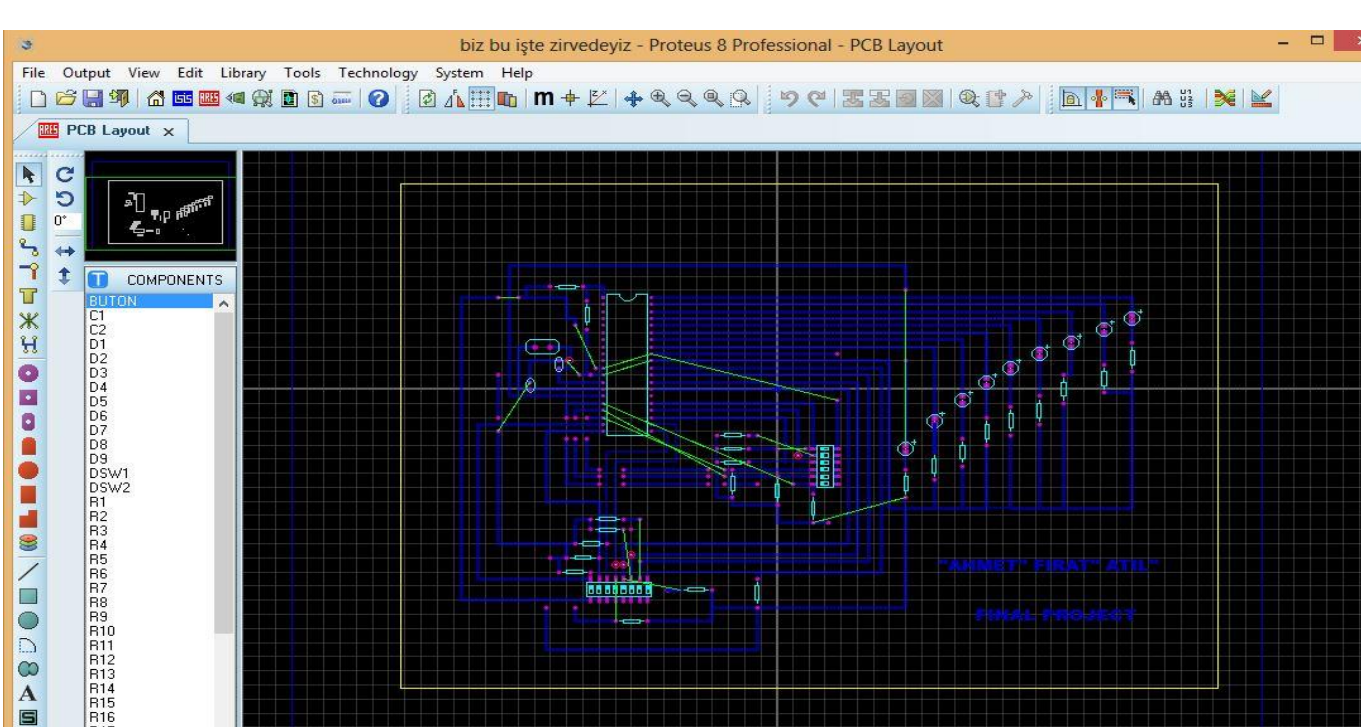 biz bu işte zirvedeyiz - Proteus 8 Professional - PCB Layout
File Output View Edit Library Tools Technology System Help
ISIS ARES
m
ARES PCB Layout x
0°
T COMPONENTS
BUTON
C1
C2
D1
D2
D3
D4
D5
D6
D7
D8
D9
DSW1
DSW2
R1
R2
R3
R4
R5
R6
R7
R8
R9
R10
R11
R12
R13
R14
R15
R16
A
S
"AHMET" FIRAT" ATIL"
FINAL PROJECT